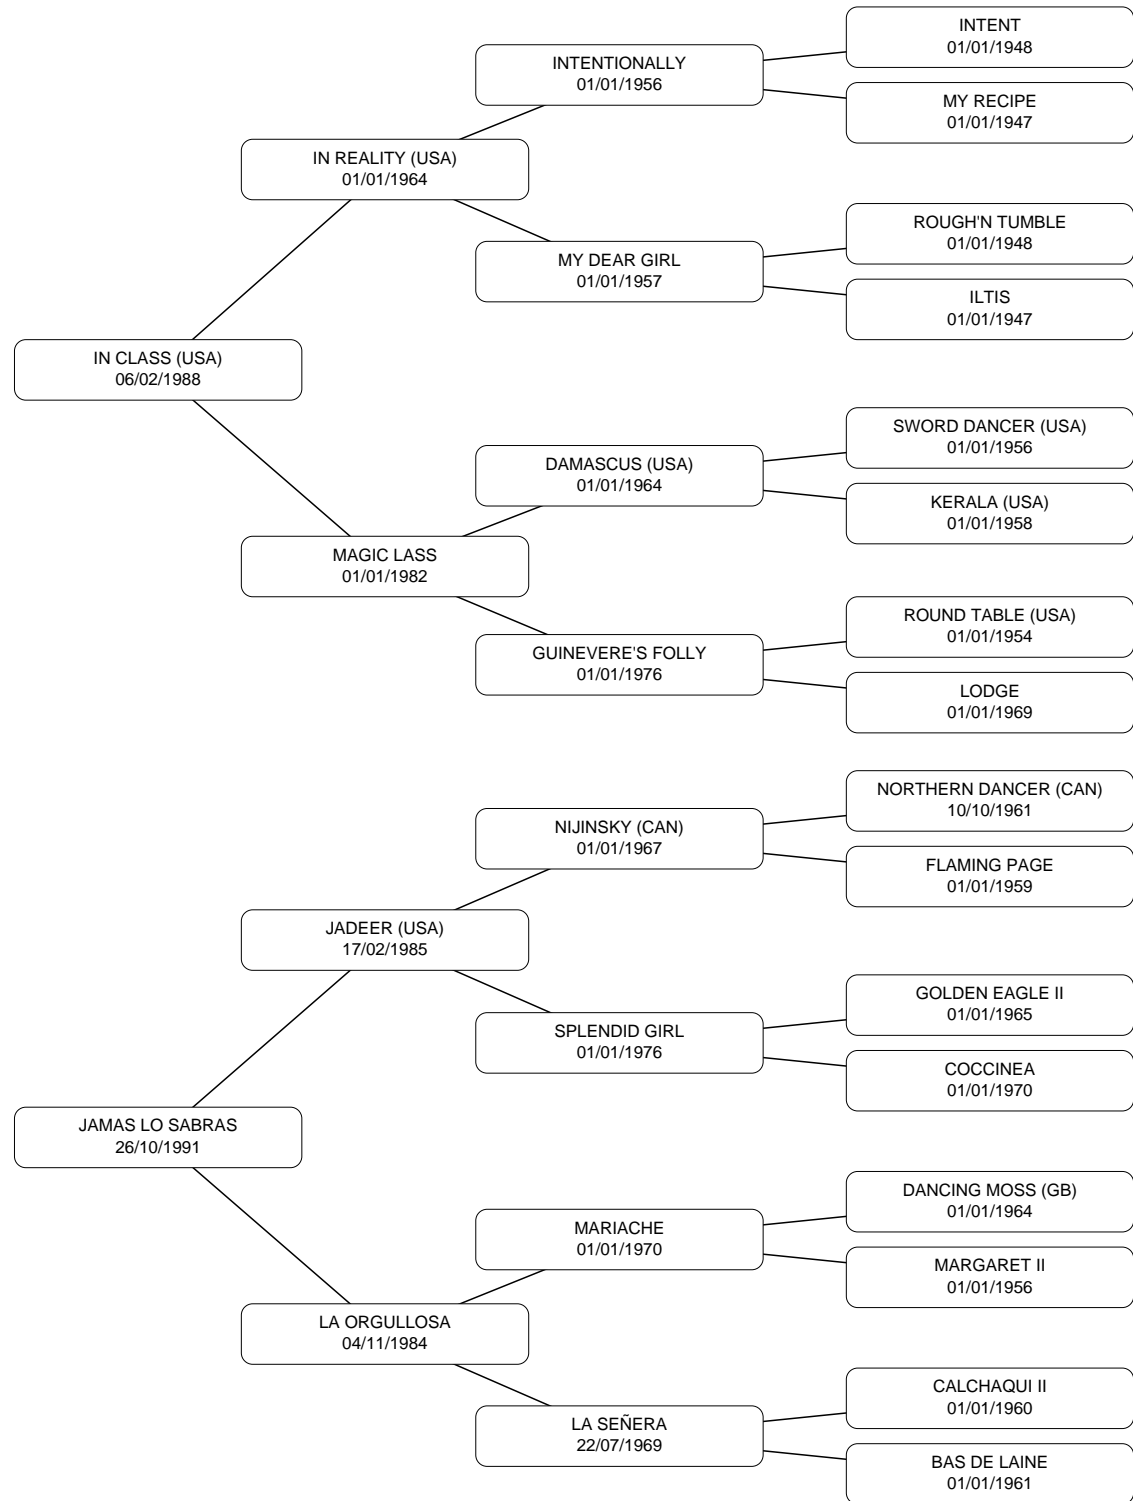 INTENT
01/01/1948
INTENTIONALLY
01/01/1956
MY RECIPE
01/01/1947
IN REALITY (USA)
01/01/1964
ROUGH'N TUMBLE
01/01/1948
MY DEAR GIRL
01/01/1957
ILTIS
01/01/1947
IN CLASS (USA)
06/02/1988
SWORD DANCER (USA)
01/01/1956
DAMASCUS (USA)
01/01/1964
KERALA (USA)
01/01/1958
MAGIC LASS
01/01/1982
ROUND TABLE (USA)
01/01/1954
GUINEVERE'S FOLLY
01/01/1976
LODGE
01/01/1969
NORTHERN DANCER (CAN)
10/10/1961
NIJINSKY (CAN)
01/01/1967
FLAMING PAGE
01/01/1959
JADEER (USA)
17/02/1985
GOLDEN EAGLE II
01/01/1965
SPLENDID GIRL
01/01/1976
COCCINEA
01/01/1970
JAMAS LO SABRAS
26/10/1991
DANCING MOSS (GB)
01/01/1964
MARIACHE
01/01/1970
MARGARET II
01/01/1956
LA ORGULLOSA
04/11/1984
CALCHAQUI II
01/01/1960
LA SEÑERA
22/07/1969
BAS DE LAINE
01/01/1961